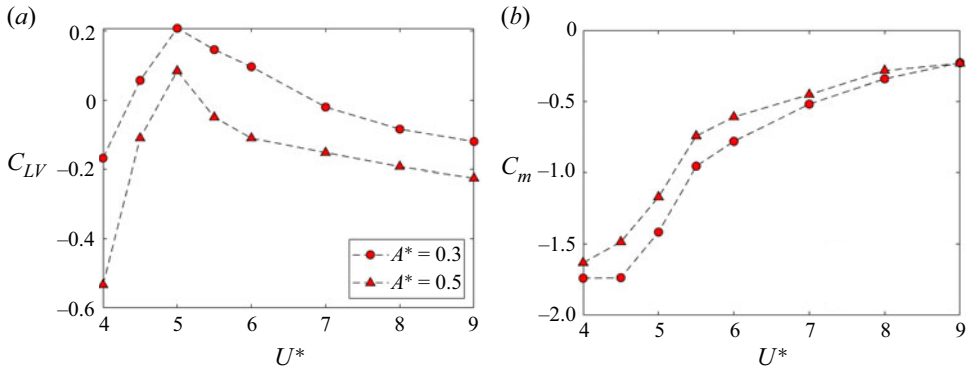 (a)
0.2
0
–0.2
–0.4
–0.6
C_LV
A* = 0.3
A* = 0.5
4 5 6 7 8 9
U*
(b)
0
–0.5
–1.0
–1.5
–2.0
C_m
4 5 6 7 8 9
U*